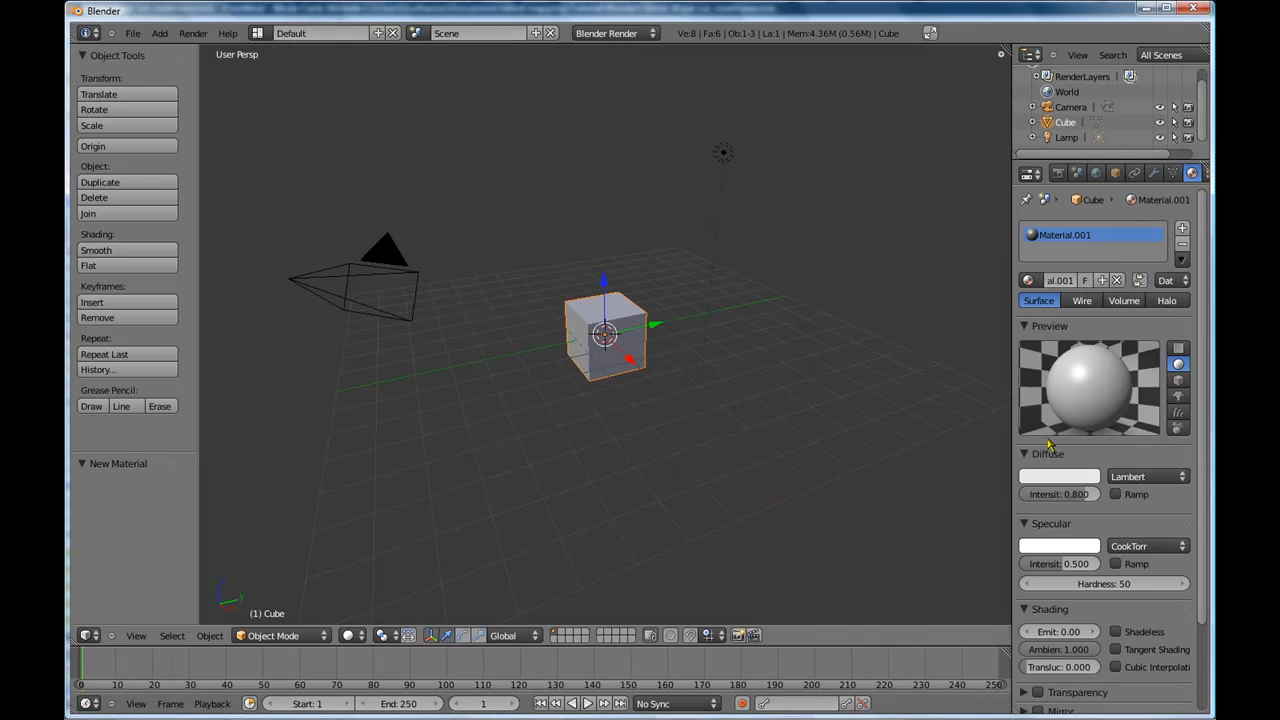 Blender
File Add Render Help Default Scene Blender Render Ve:8 | Fa:6 | Ob:1-3 | La:1 | Mem:4.36M (0.56M) | Cube
Object Tools
Transform:
Translate
Rotate
Scale
Origin
Object:
Duplicate
Delete
Join
Shading:
Smooth
Flat
Keyframes:
Insert
Remove
Repeat:
Repeat Last
History...
Grease Pencil:
Draw Line Erase
New Material
User Persp
(1) Cube
View Select Object Object Mode Global
0 10 20 30 40 50 60 70 80 90 100 110 120 130 140 150 160 170 180 190 200 210 220 230 240 250
View Frame Playback Start: 1 End: 250 1 No Sync
View Search All Scenes
RenderLayers
World
Camera
Cube
Lamp
Cube Material.001
Material.001
al.001 F Dat
Surface Wire Volume Halo
Preview
Diffuse
Lambert
Intensit: 0.800 Ramp
Specular
CookTorr
Intensit: 0.500 Ramp
Hardness: 50
Shading
Emit: 0.00 Shadeless
Ambien: 1.000 Tangent Shading
Transluc: 0.000 Cubic Interpolati
Transparency
Mirror